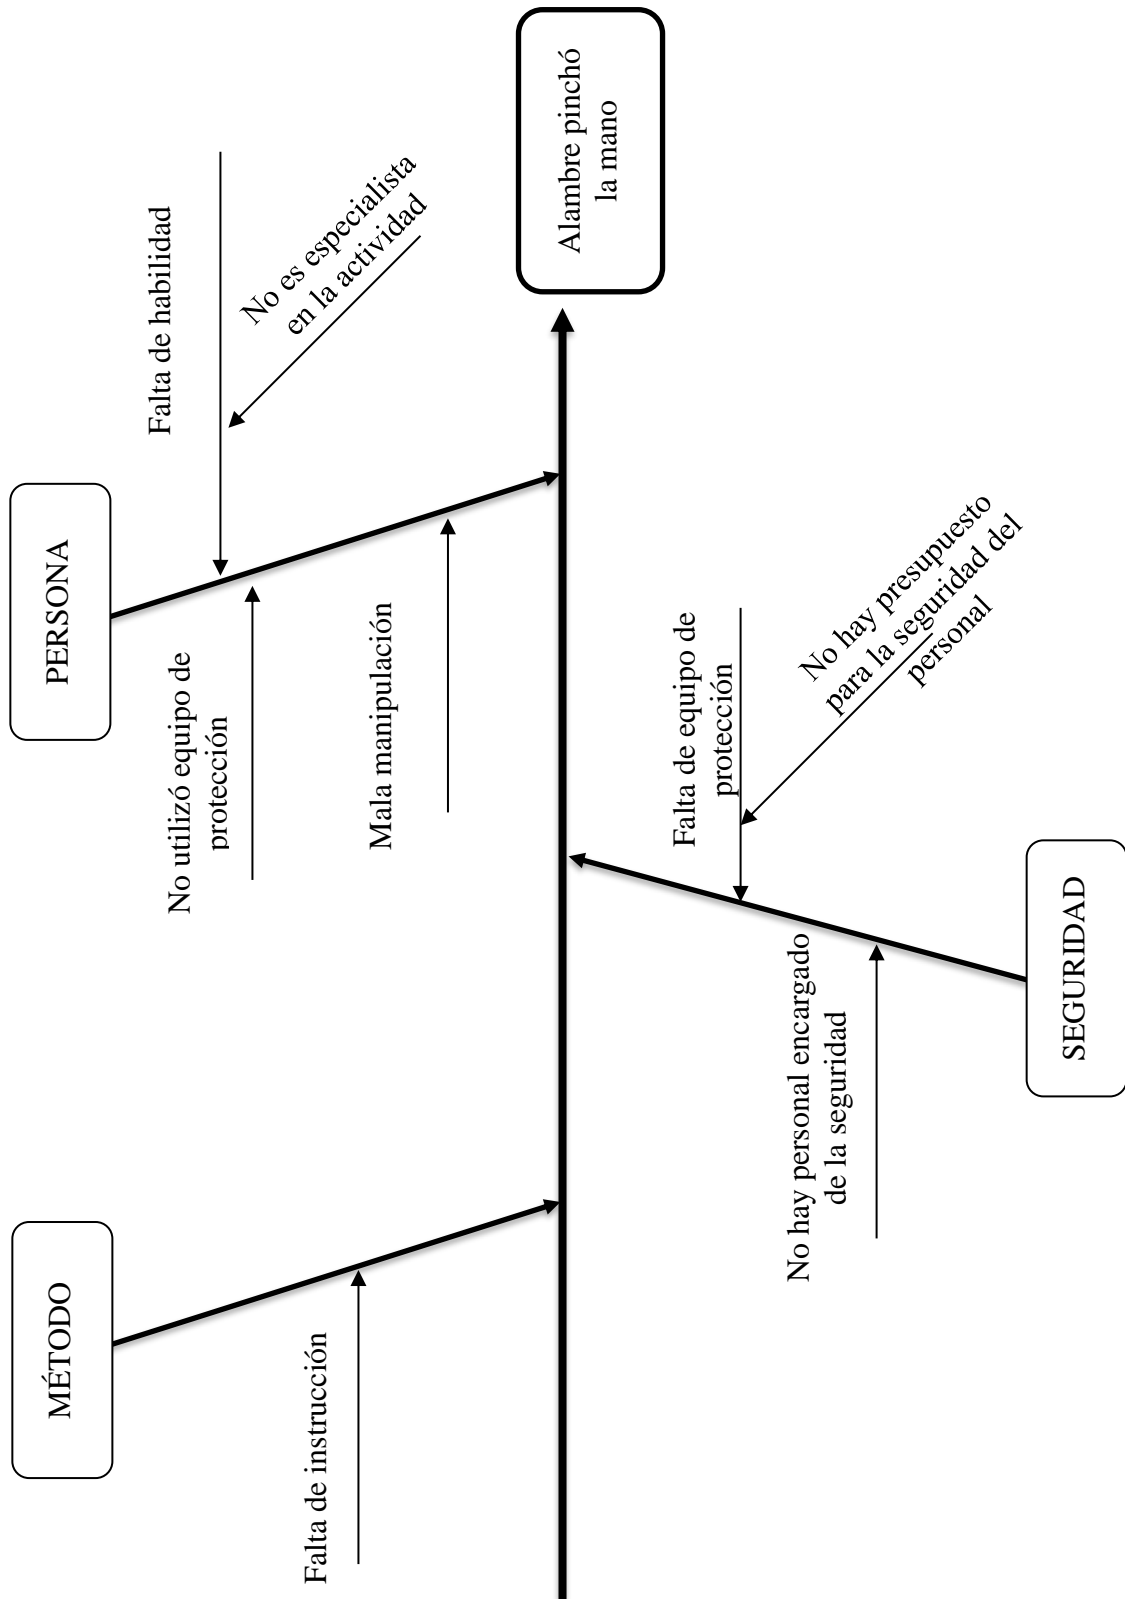 MÉTODO
PERSONA
Falta de instrucción
No utilizó equipo de
protección
Mala manipulación
Falta de habilidad
No es especialista
en la actividad
Alambre pinchó
la mano
No hay personal encargado
de la seguridad
Falta de equipo de
protección
No hay presupuesto
para la seguridad del
personal
SEGURIDAD